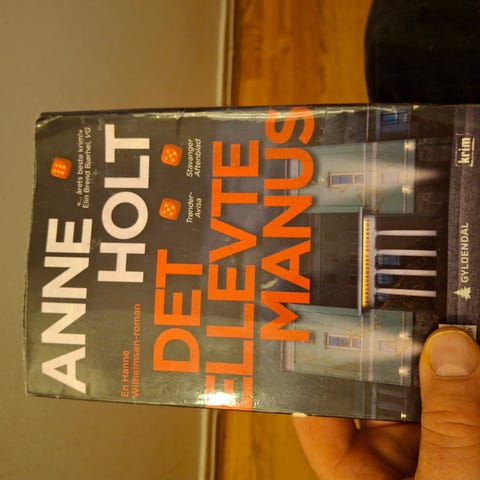 ANNE
HOLT
«... årets beste krim!»
Elin Brend Bjørhei, VG
Stavanger
Aftenblad
Trønder-
Avisa
En Hanne
Wilhelmsen-roman
DET
ELLEVTE
MANUS
krim
GYLDENDAL